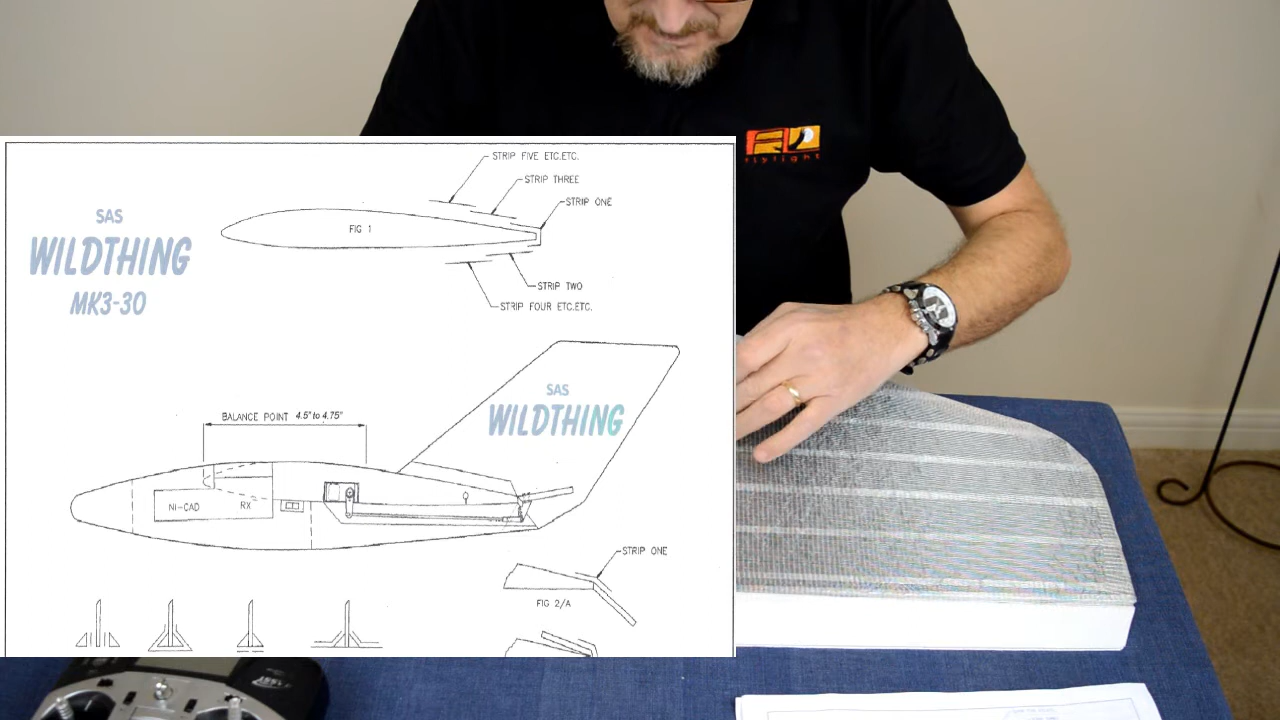 STRIP FIVE ETC.ETC.
STRIP THREE
STRIP ONE
FIG 1
SAS
WILDTHING
MK3-30
STRIP TWO
STRIP FOUR ETC.ETC.
SAS
WILDTHING
BALANCE POINT 4.5" to 4.75"
NI-CAD
RX
STRIP ONE
FIG 2/A
flylight